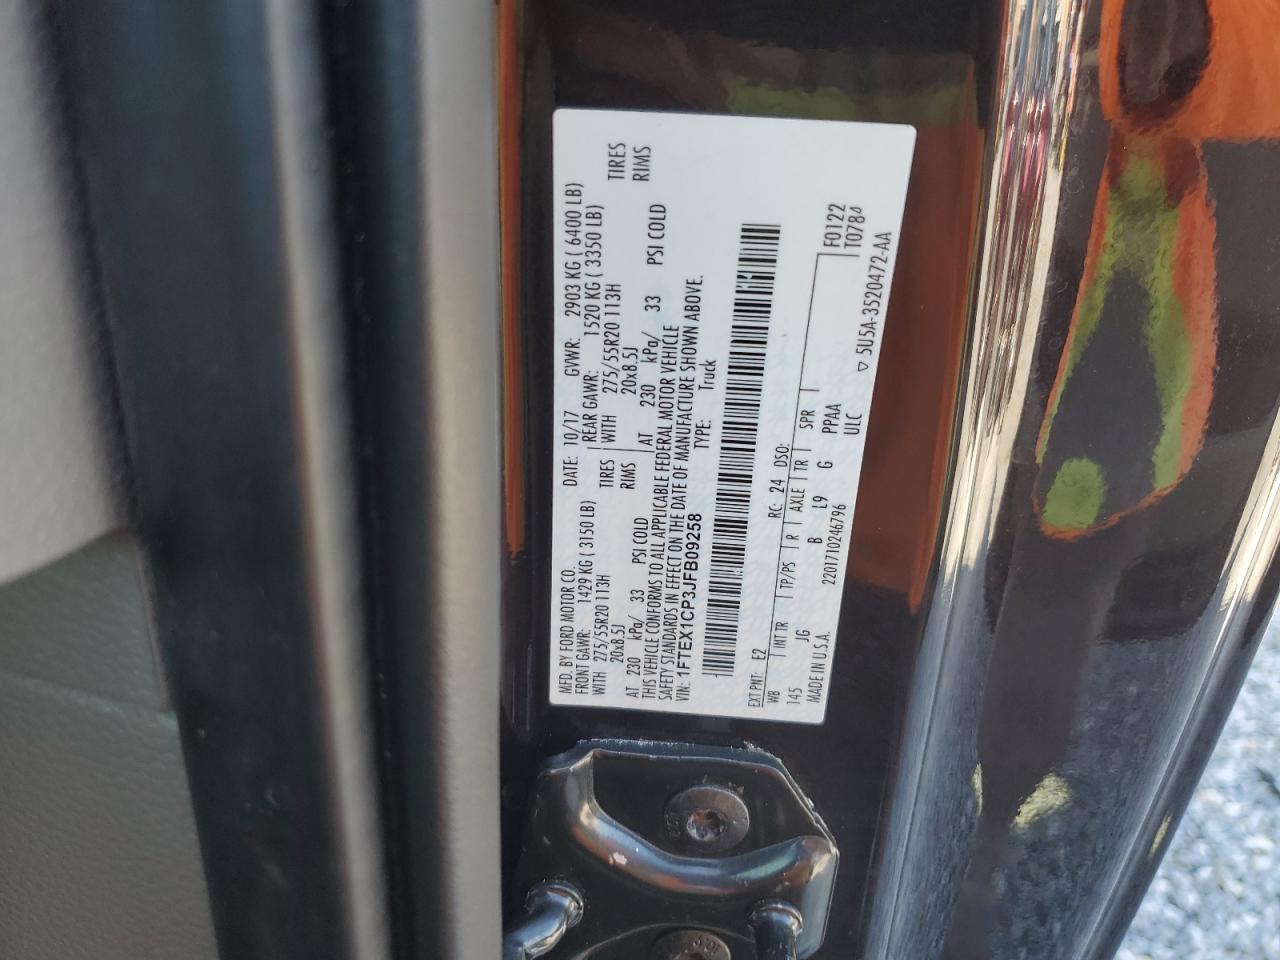 MFD. BY FORD MOTOR CO. DATE: 10/17 GVWR: 2903 KG ( 6400 LB)
FRONT GAWR: 1429 KG ( 3150 LB) REAR GAWR: 1520 KG ( 3350 LB)
WITH 275/55R20 113H TIRES WITH 275/55R20 113H TIRES
20x8.5J RIMS 20x8.5J RIMS
AT 230 kPa/ 33 PSI COLD AT 230 kPa/ 33 PSI COLD
THIS VEHICLE CONFORMS TO ALL APPLICABLE FEDERAL MOTOR VEHICLE
SAFETY STANDARDS IN EFFECT ON THE DATE OF MANUFACTURE SHOWN ABOVE.
VIN: 1FTEX1CP3JFB09258 TYPE: Truck
EXT PNT: E2 RC: 24 DSO: F0122
WB INT TR TP/PS R AXLE TR SPR T0784
145 JG B L9 G PPAA
MADE IN U.S.A. 2201710246796 ULC
▽ 5U5A-3520472-AA
10.9